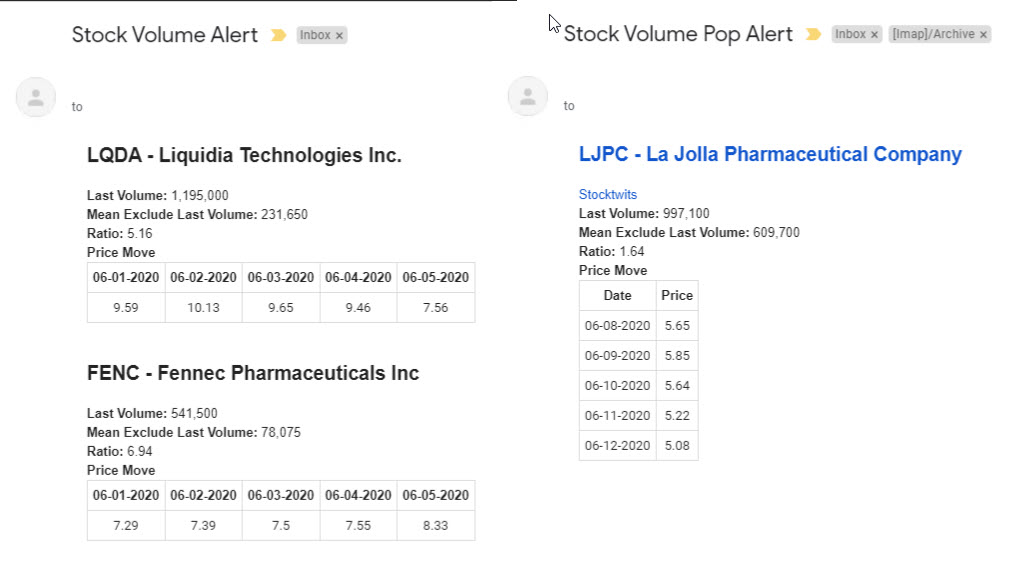 Stock Volume Alert Inbox x
to
LQDA - Liquidia Technologies Inc.
Last Volume: 1,195,000
Mean Exclude Last Volume: 231,650
Ratio: 5.16
Price Move
06-01-2020 06-02-2020 06-03-2020 06-04-2020 06-05-2020
9.59 10.13 9.65 9.46 7.56
FENC - Fennec Pharmaceuticals Inc
Last Volume: 541,500
Mean Exclude Last Volume: 78,075
Ratio: 6.94
Price Move
06-01-2020 06-02-2020 06-03-2020 06-04-2020 06-05-2020
7.29 7.39 7.5 7.55 8.33
Stock Volume Pop Alert Inbox x [Imap]/Archive x
to
LJPC - La Jolla Pharmaceutical Company
Stocktwits
Last Volume: 997,100
Mean Exclude Last Volume: 609,700
Ratio: 1.64
Price Move
Date Price
06-08-2020 5.65
06-09-2020 5.85
06-10-2020 5.64
06-11-2020 5.22
06-12-2020 5.08